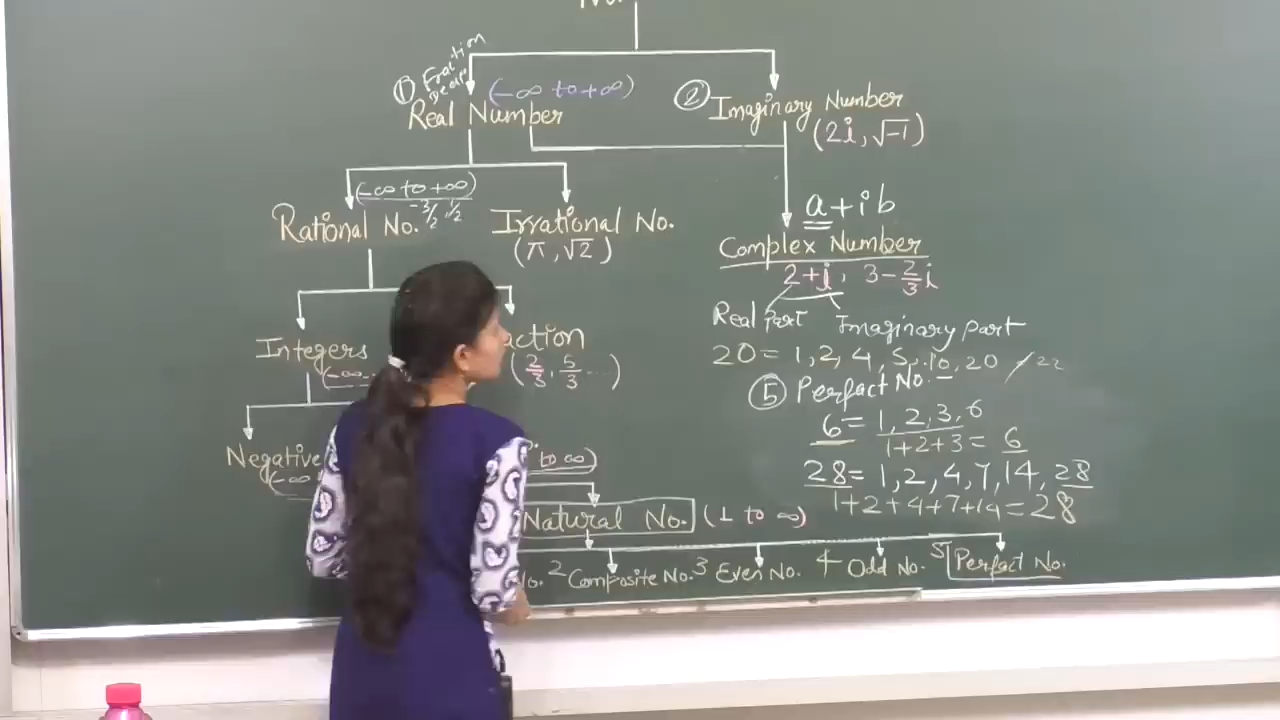 ① Fraction
Real Number
(-∞ to +∞)
② Imaginary Number
(2i, √-1)
(-∞ to +∞)
Rational No. -3/2 1/2
Irrational No.
(π, √2)
a + ib
Complex Number
2+i, 3 - 2/3 i
Real part Imaginary part
Integers
(-∞
ction
(2/3, 5/3 ...)
20 = 1, 2, 4, 5, 10, 20
⑤ Perfect No.
6 = 1, 2, 3, 6
1+2+3 = 6
28 = 1, 2, 4, 7, 14, 28
1+2+4+7+14 = 28
Negative
(-∞
to ∞)
Natural No. (1 to ∞)
No. 2 Composite No. 3 Even No. 4 Odd No. 5 Perfect No.